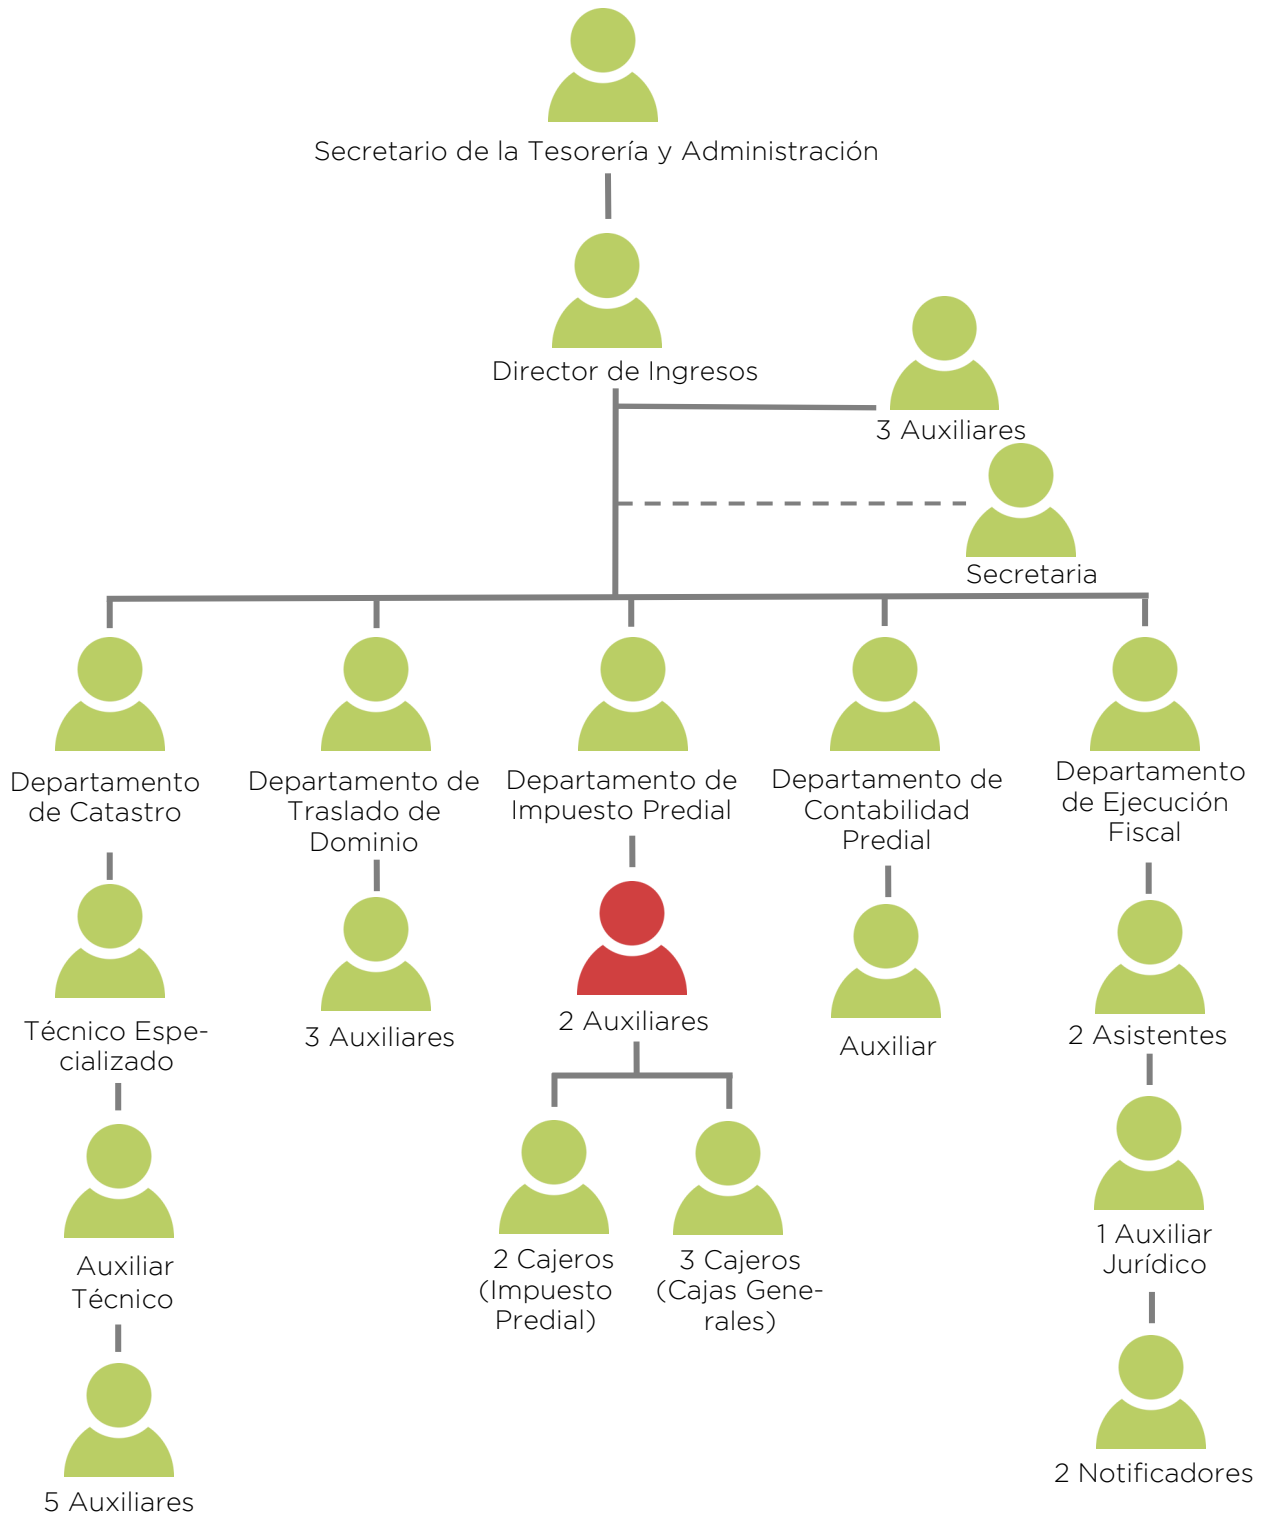 Secretario de la Tesorería y Administración
Director de Ingresos
3 Auxiliares
Secretaria
Departamento
de Catastro
Departamento de
Traslado de
Dominio
Departamento de
Impuesto Predial
Departamento de
Contabilidad
Predial
Departamento
de Ejecución
Fiscal
Técnico Espe-
cializado
3 Auxiliares
2 Auxiliares
Auxiliar
2 Asistentes
Auxiliar
Técnico
2 Cajeros
(Impuesto
Predial)
3 Cajeros
(Cajas Gene-
rales)
1 Auxiliar
Jurídico
5 Auxiliares
2 Notificadores